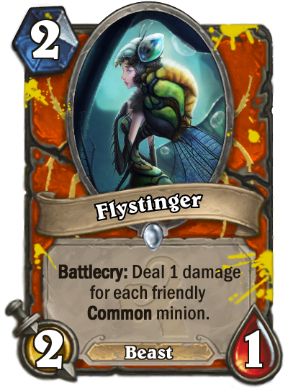 2
Flystinger
Battlecry: Deal 1 damage
for each friendly
Common minion.
2
Beast
1